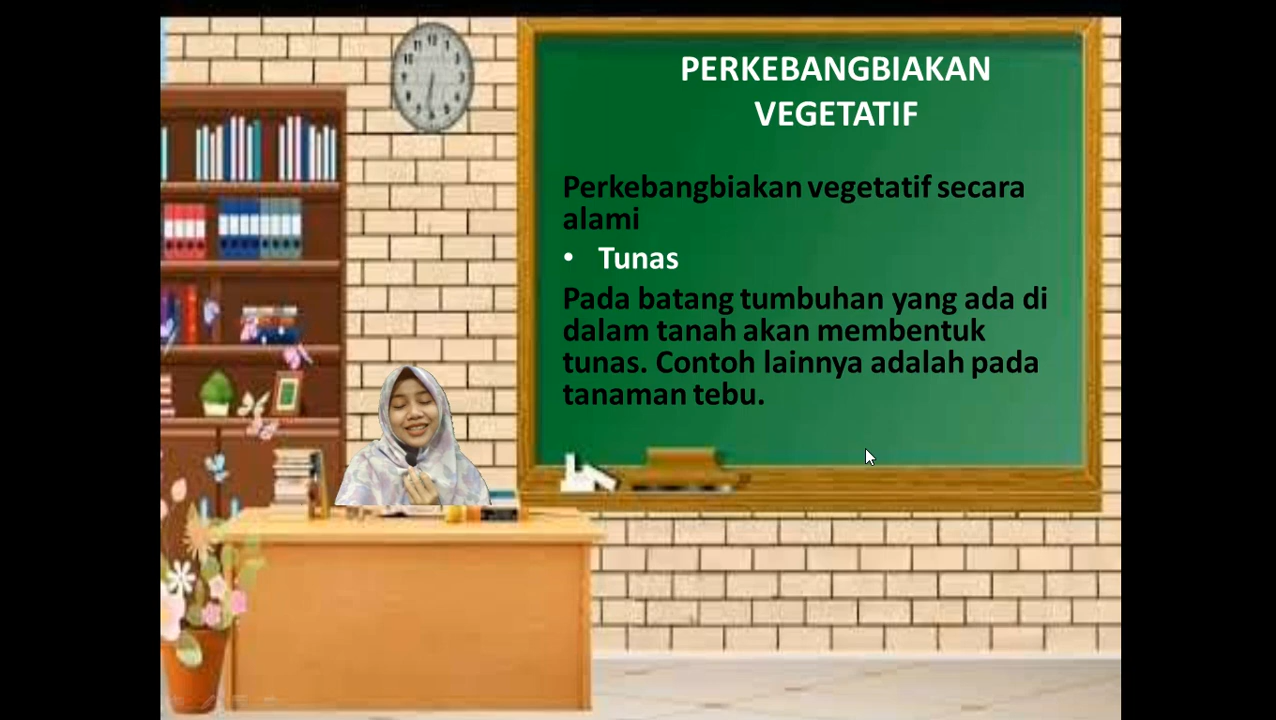 PERKEBANGBIAKAN
VEGETATIF
Perkebangbiakan vegetatif secara
alami
• Tunas
Pada batang tumbuhan yang ada di
dalam tanah akan membentuk
tunas. Contoh lainnya adalah pada
tanaman tebu.